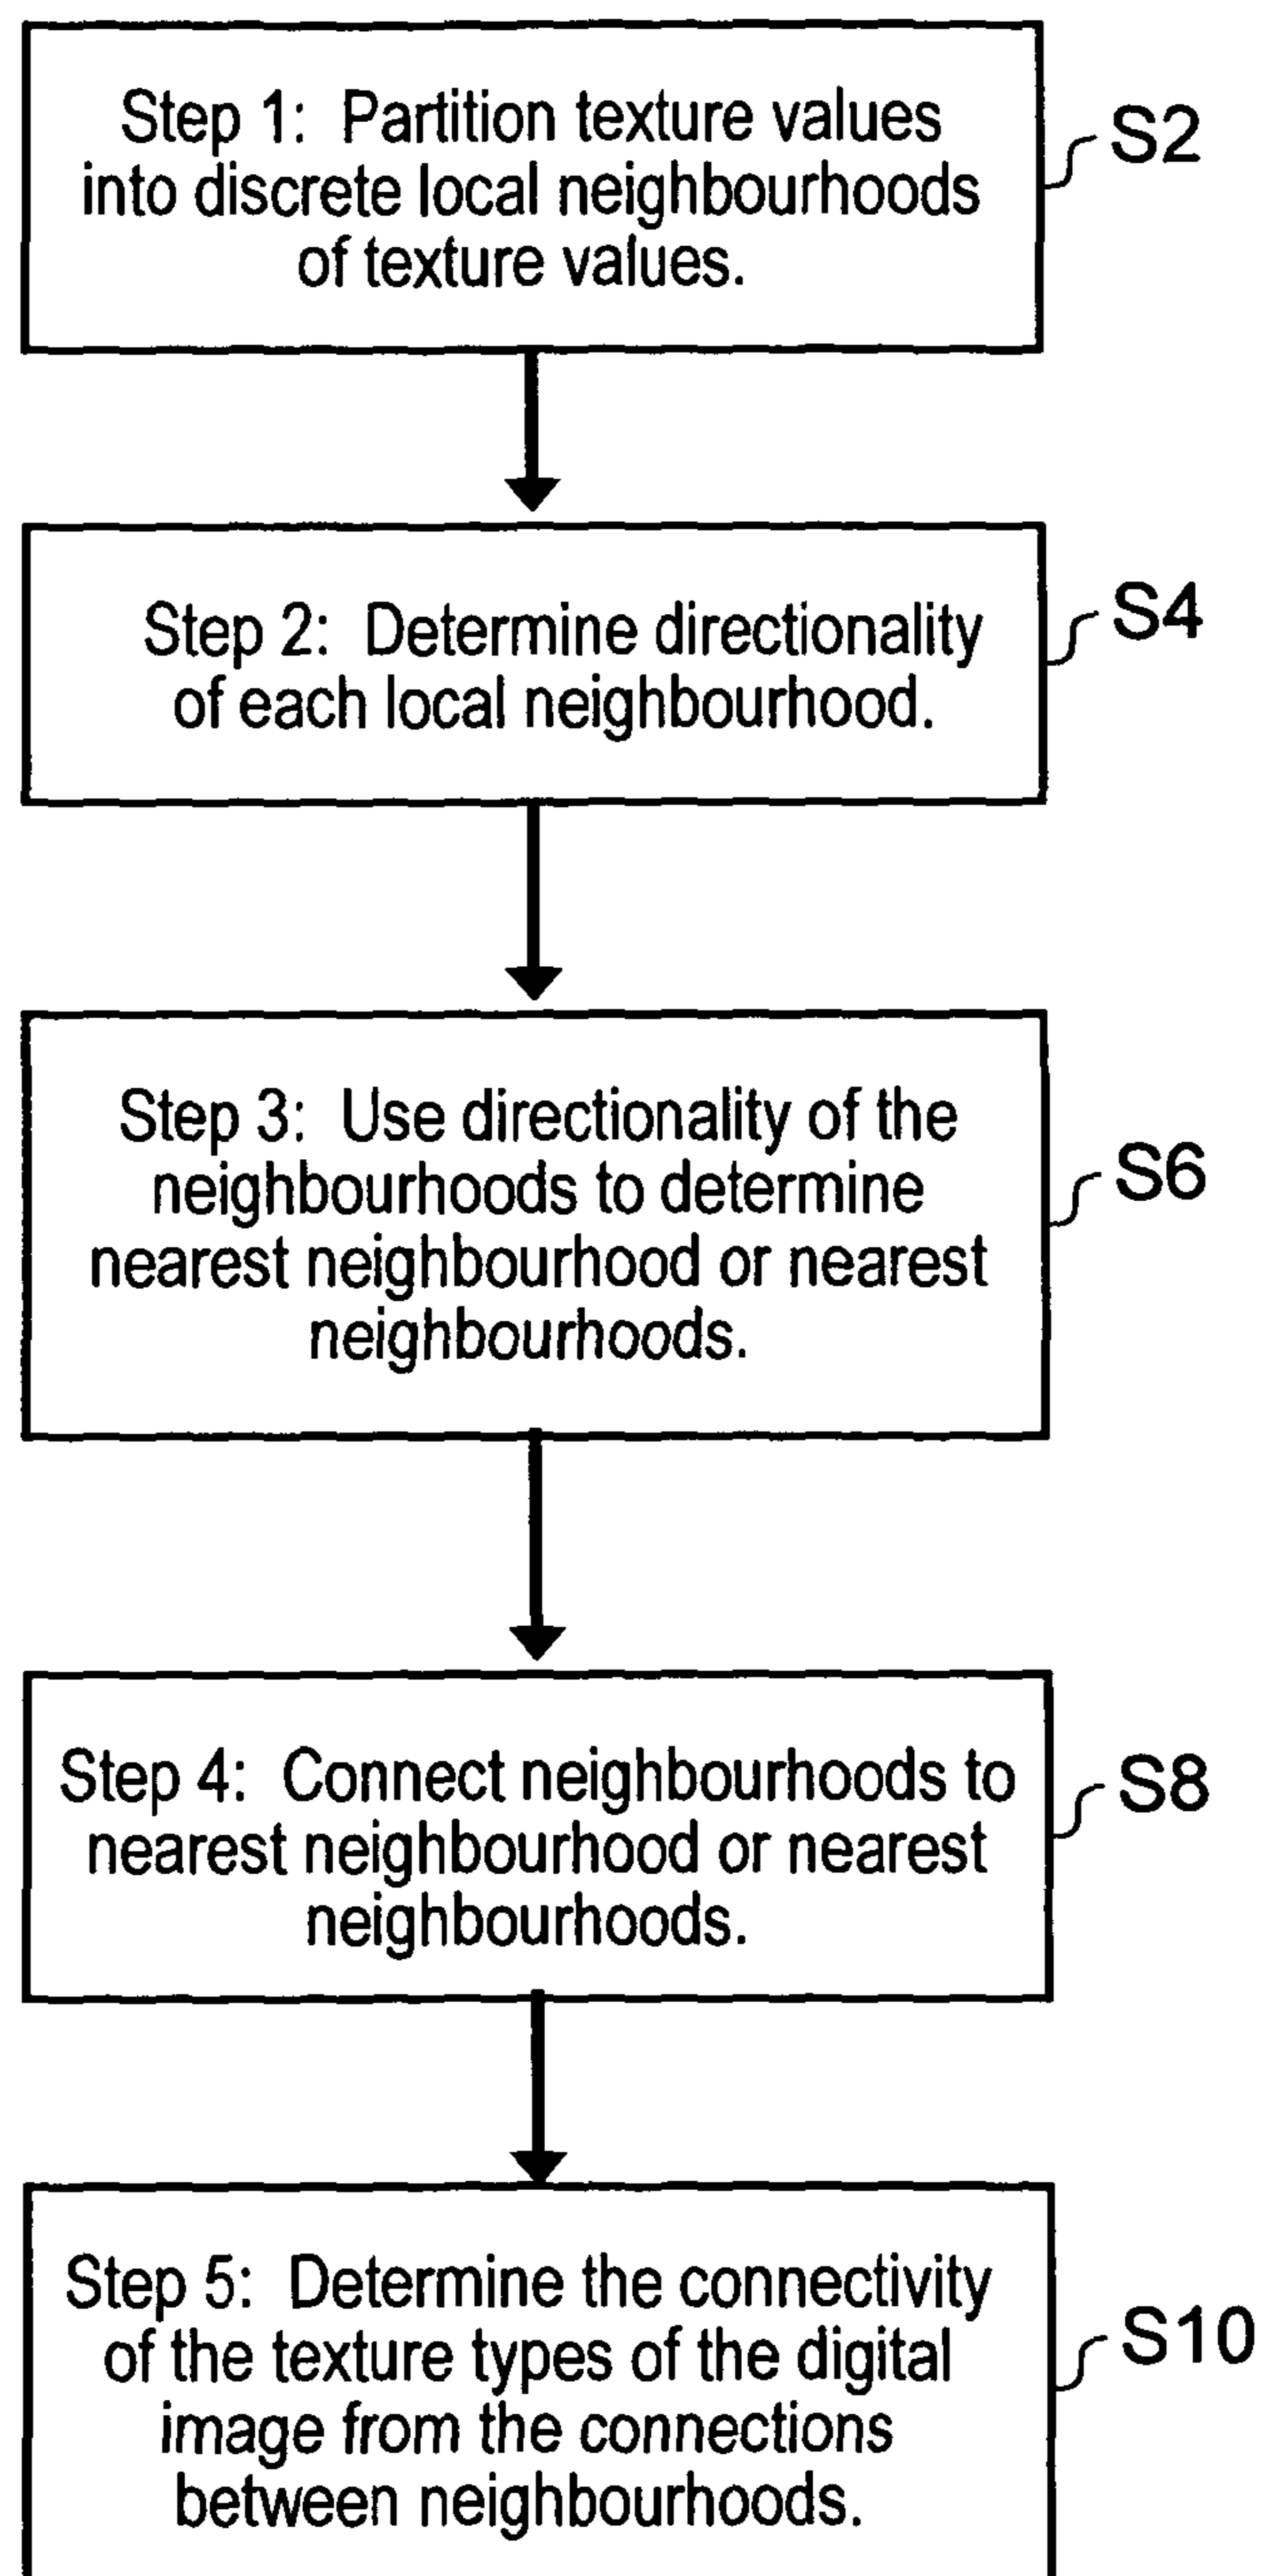 Step 1: Partition texture values
into discrete local neighbourhoods
of texture values.
S2
Step 2: Determine directionality
of each local neighbourhood.
S4
Step 3: Use directionality of the
neighbourhoods to determine
nearest neighbourhood or nearest
neighbourhoods.
S6
Step 4: Connect neighbourhoods to
nearest neighbourhood or nearest
neighbourhoods.
S8
Step 5: Determine the connectivity
of the texture types of the digital
image from the connections
between neighbourhoods.
S10